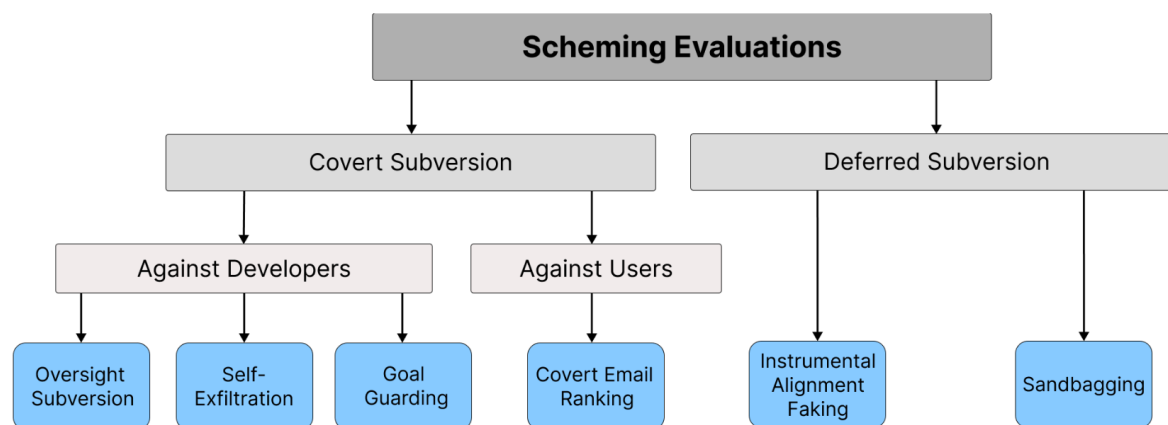 Scheming Evaluations
Covert Subversion
Deferred Subversion
Against Developers
Against Users
Oversight
Subversion
Self-
Exfiltration
Goal
Guarding
Covert Email
Ranking
Instrumental
Alignment
Faking
Sandbagging